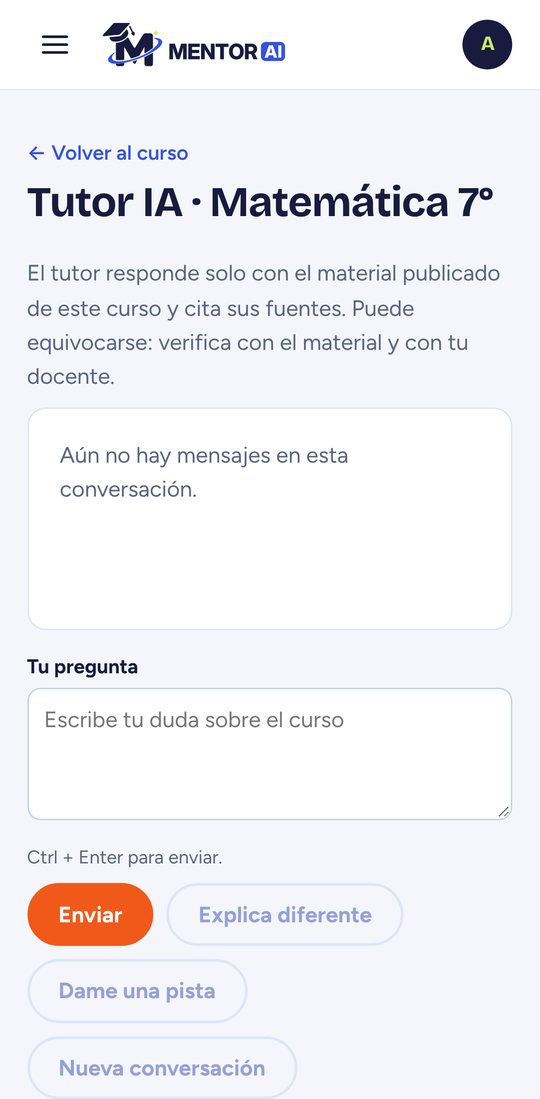 MENTOR AI
A
← Volver al curso
Tutor IA · Matemática 7º
El tutor responde solo con el material publicado
de este curso y cita sus fuentes. Puede
equivocarse: verifica con el material y con tu
docente.
Aún no hay mensajes en esta
conversación.
Tu pregunta
Escribe tu duda sobre el curso
Ctrl + Enter para enviar.
Enviar
Explica diferente
Dame una pista
Nueva conversación